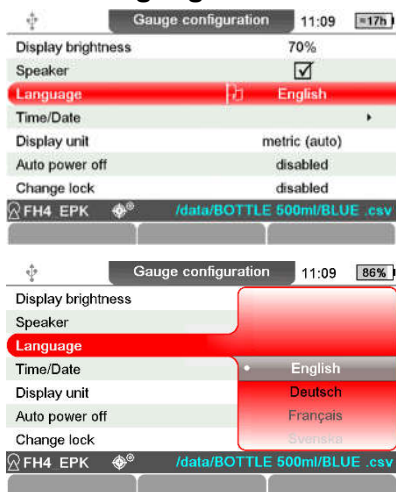 Gauge configuration 11:09 ≈17h
Display brightness 70%
Speaker
Language English
Time/Date
Display unit metric (auto)
Auto power off disabled
Change lock disabled
FH4 EPK /data/BOTTLE 500ml/BLUE .csv
Gauge configuration 11:09 86%
Display brightness
Speaker
Language
Time/Date • English
Display unit Deutsch
Auto power off Français
Change lock Svenska
FH4 EPK /data/BOTTLE 500ml/BLUE .csv